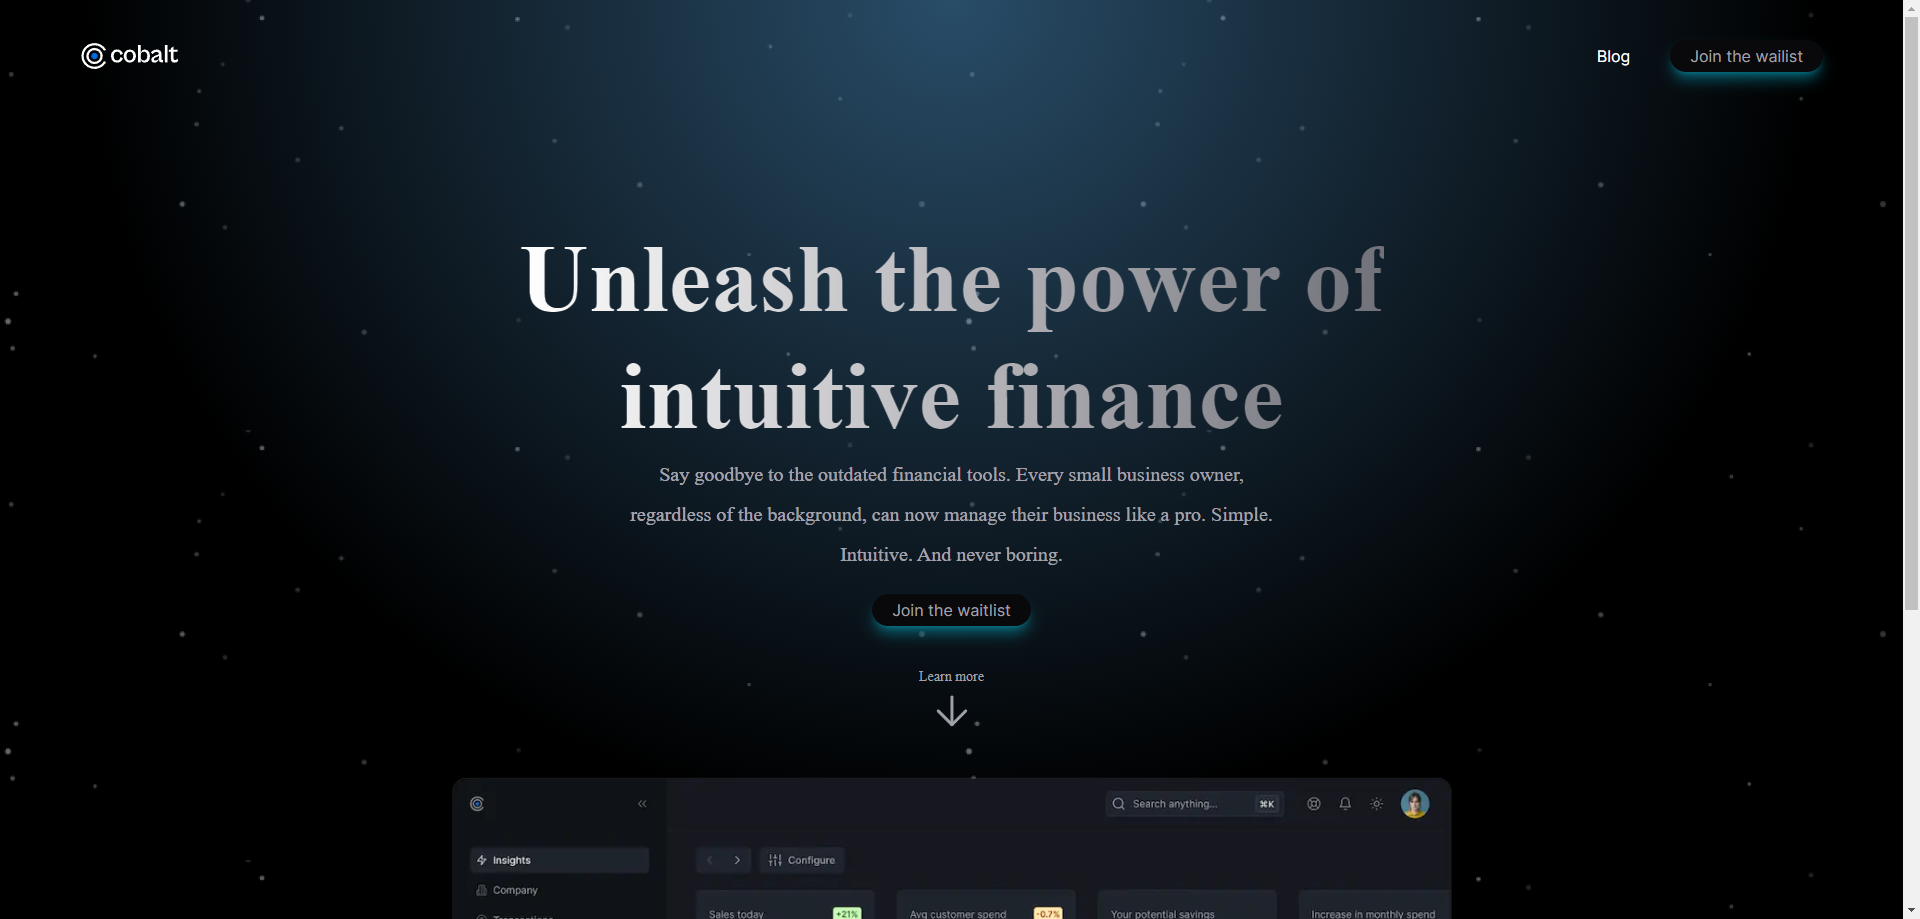 cobalt
Blog
Join the wailist
Unleash the power of
intuitive finance
Say goodbye to the outdated financial tools. Every small business owner,
regardless of the background, can now manage their business like a pro. Simple.
Intuitive. And never boring.
Join the waitlist
Learn more
Search anything...
⌘K
Insights
Configure
Company
Sales today
+21%
Avg customer spend
-0.7%
Your potential savings
Increase in monthly spend
Transactions